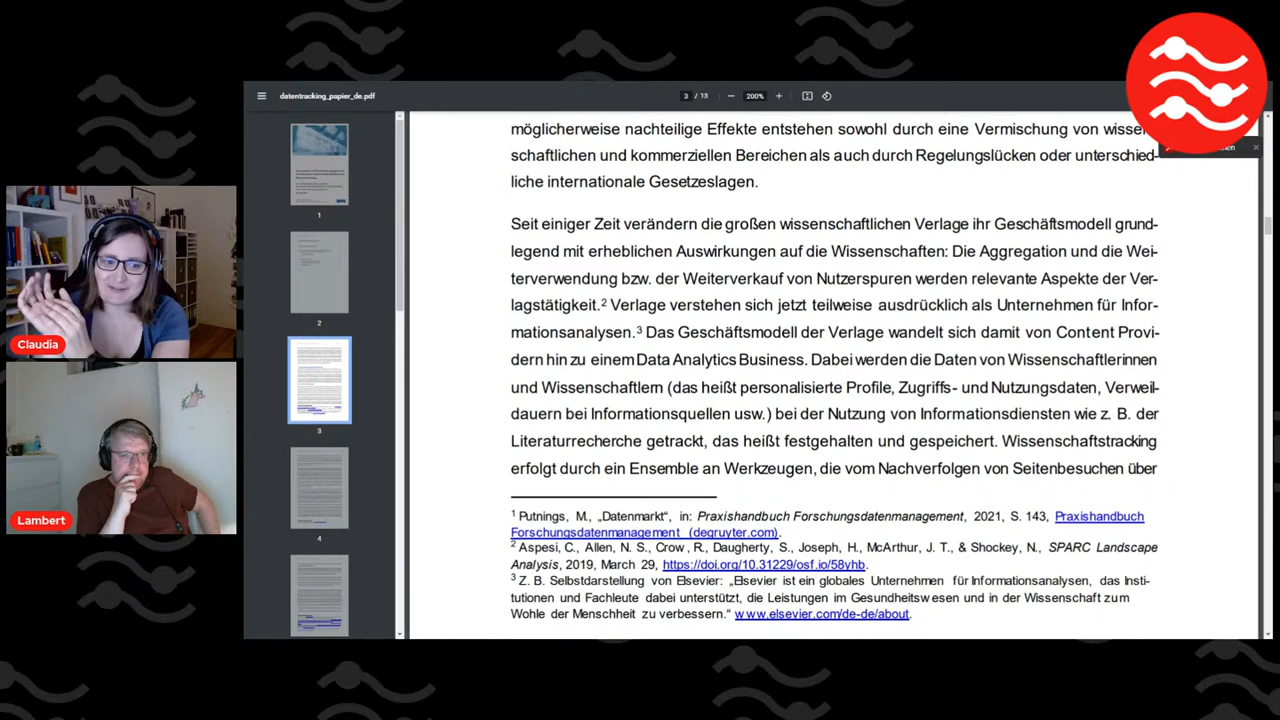 datentracking_papier_de.pdf
3 / 13
200%
möglicherweise nachteilige Effekte entstehen sowohl durch eine Vermischung von wissen-
schaftlichen und kommerziellen Bereichen als auch durch Regelungslücken oder unterschied-
liche internationale Gesetzeslagen.
Seit einiger Zeit verändern die großen wissenschaftlichen Verlage ihr Geschäftsmodell grund-
legend mit erheblichen Auswirkungen auf die Wissenschaften: Die Aggregation und die Wei-
terverwendung bzw. der Weiterverkauf von Nutzerspuren werden relevante Aspekte der Ver-
lagstätigkeit.2 Verlage verstehen sich jetzt teilweise ausdrücklich als Unternehmen für Infor-
mationsanalysen.3 Das Geschäftsmodell der Verlage wandelt sich damit von Content Provi-
dern hin zu einem Data Analytics Business. Dabei werden die Daten von Wissenschaftlerinnen
und Wissenschaftlern (das heißt personalisierte Profile, Zugriffs- und Nutzungsdaten, Verweil-
dauern bei Informationsquellen usw.) bei der Nutzung von Informationsdiensten wie z. B. der
Literaturrecherche getrackt, das heißt festgehalten und gespeichert. Wissenschaftstracking
erfolgt durch ein Ensemble an Werkzeugen, die vom Nachverfolgen von Seitenbesuchen über
1 Putnings, M., „Datenmarkt“, in: Praxishandbuch Forschungsdatenmanagement, 2021, S. 143, Praxishandbuch
Forschungsdatenmanagement (degruyter.com).
2 Aspesi, C., Allen, N. S., Crow, R., Daugherty, S., Joseph, H., McArthur, J. T., & Shockey, N., SPARC Landscape
Analysis, 2019, March 29, https://doi.org/10.31229/osf.io/58yhb.
3 Z. B. Selbstdarstellung von Elsevier: „Elsevier ist ein globales Unternehmen für Informationsanalysen, das Insti-
tutionen und Fachleute dabei unterstützt, die Leistungen im Gesundheitswesen und in der Wissenschaft zum
Wohle der Menschheit zu verbessern.“ www.elsevier.com/de-de/about.
1
2
3
4
Claudia
Lambert